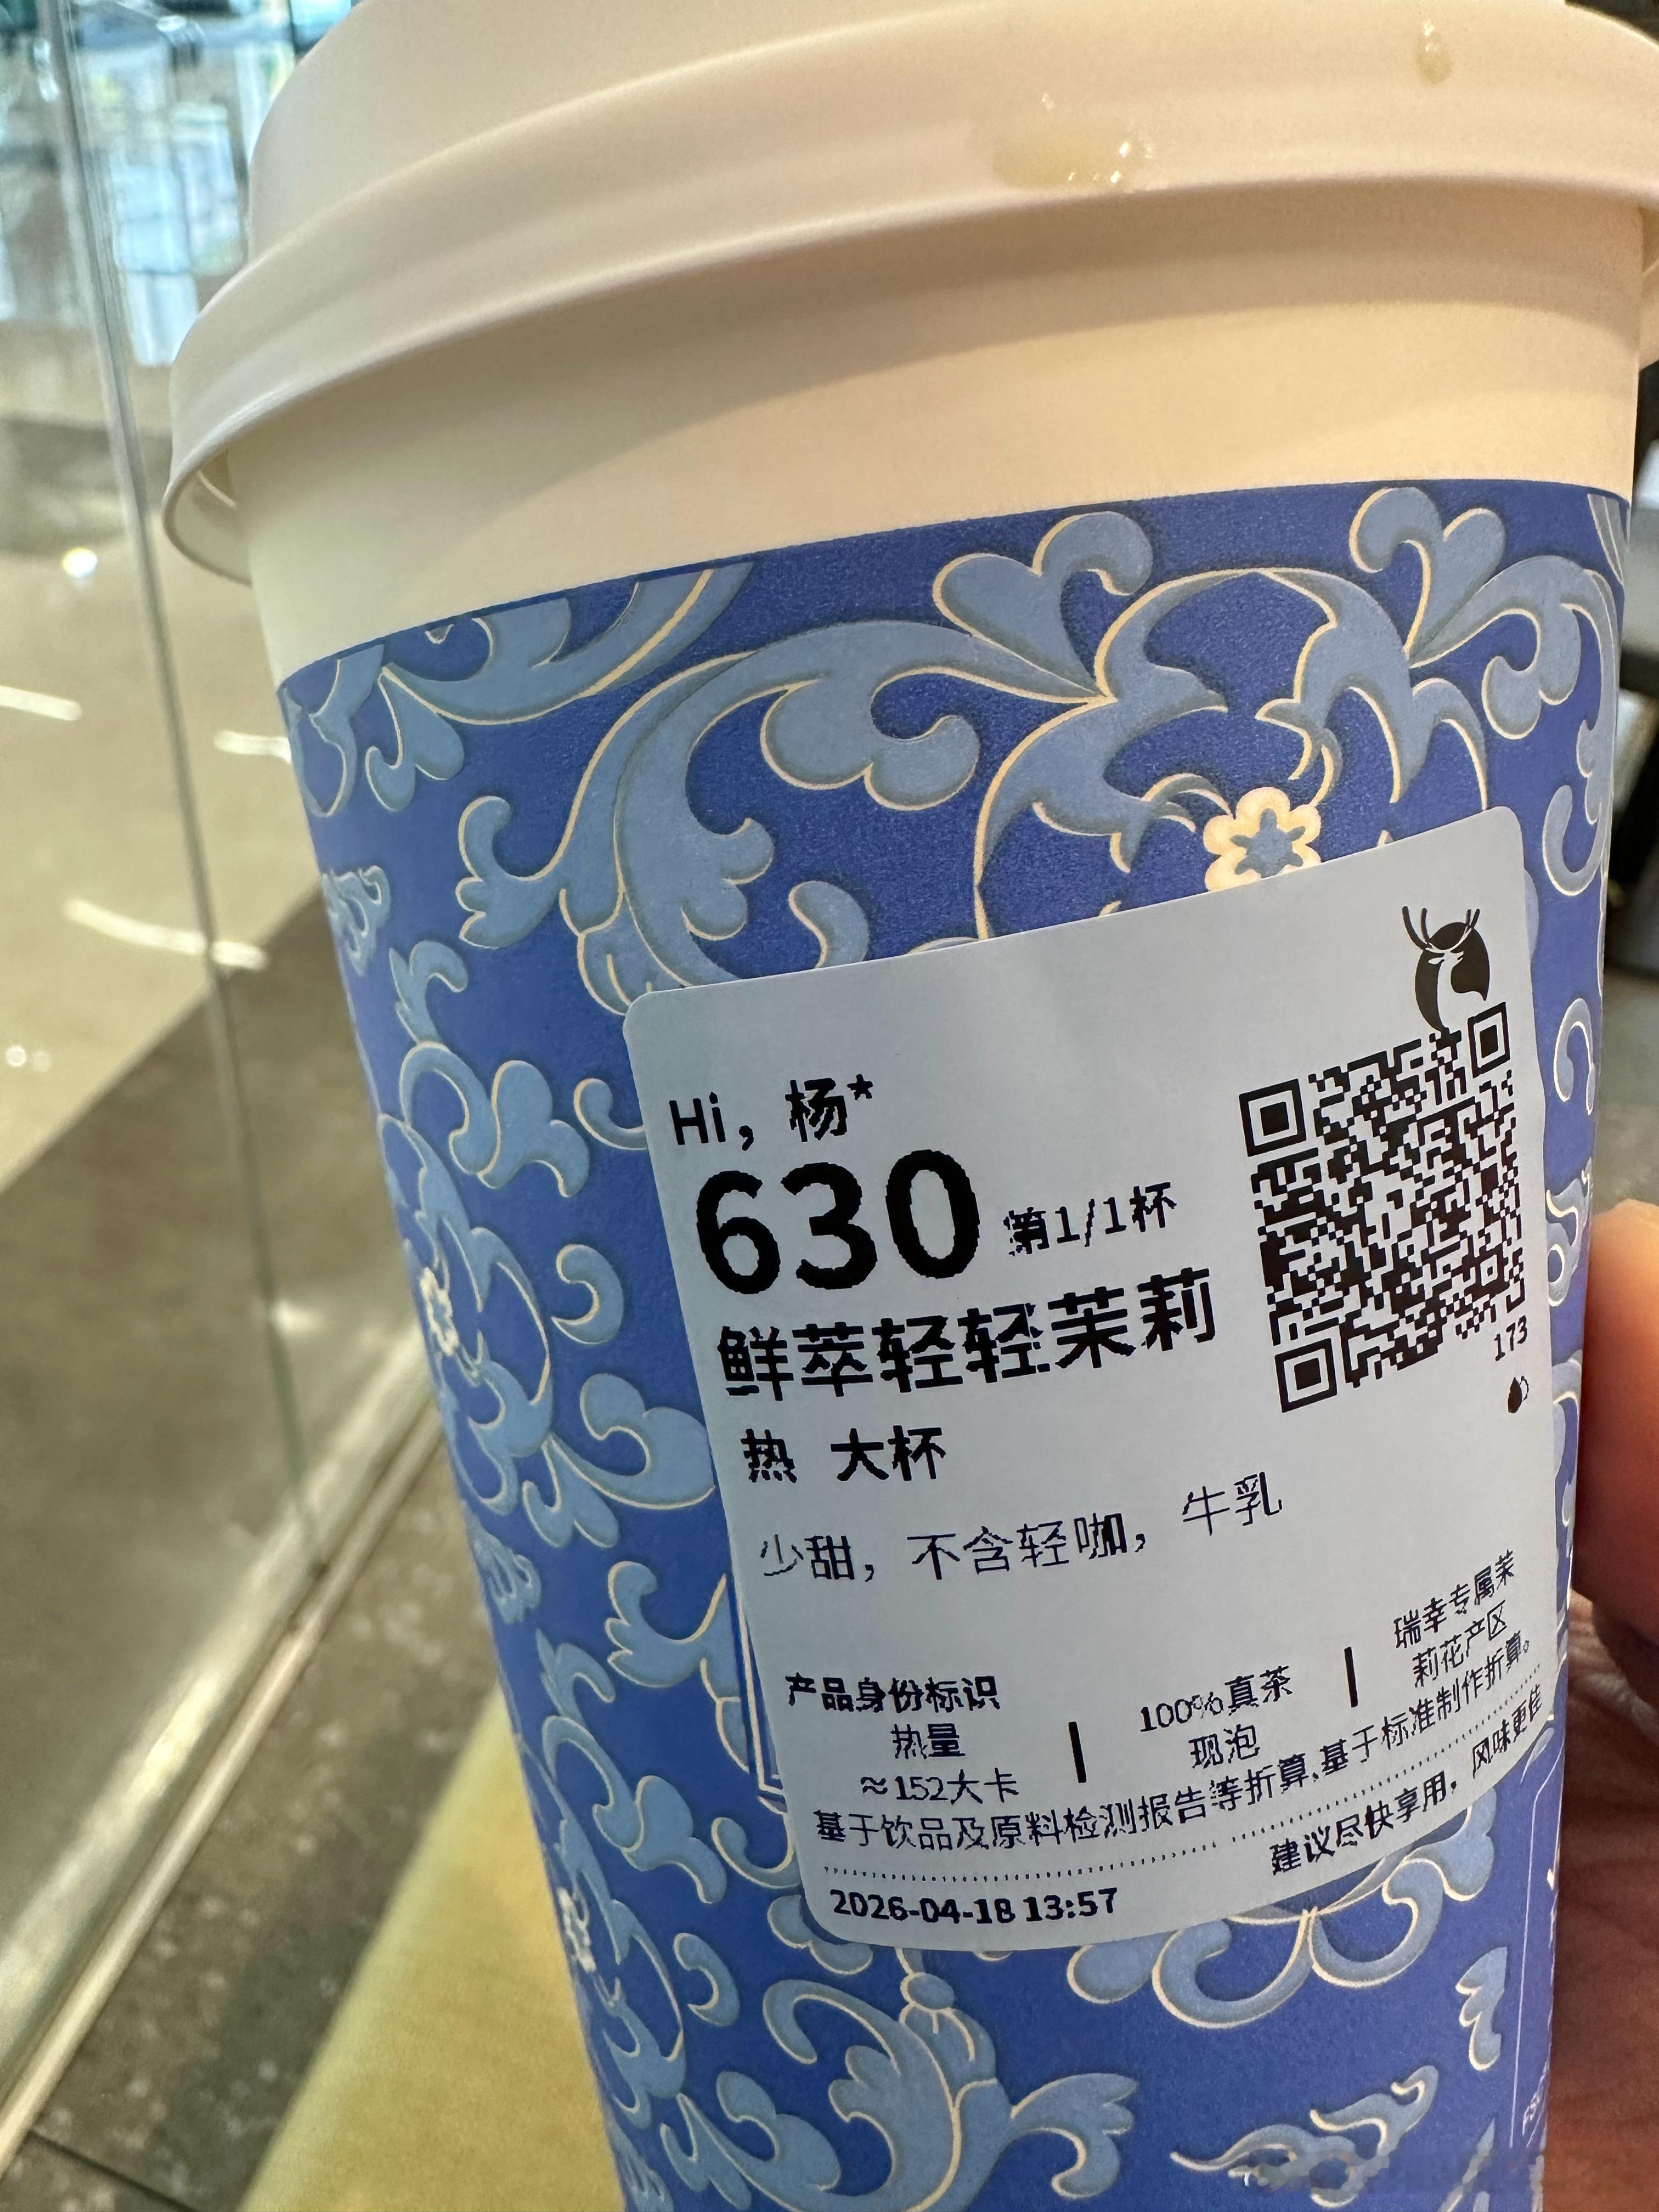 Hi，杨*
630 第1/1杯
鲜萃轻轻茉莉
热 大杯
少甜，不含轻咖，牛乳
173
产品身份标识
热量
≈152大卡
100%真茶
现泡
瑞幸专属茉
莉花产区
基于饮品及原料检测报告等折算，基于标准制作折算。
建议尽快享用，风味更佳
2026-04-18 13:57